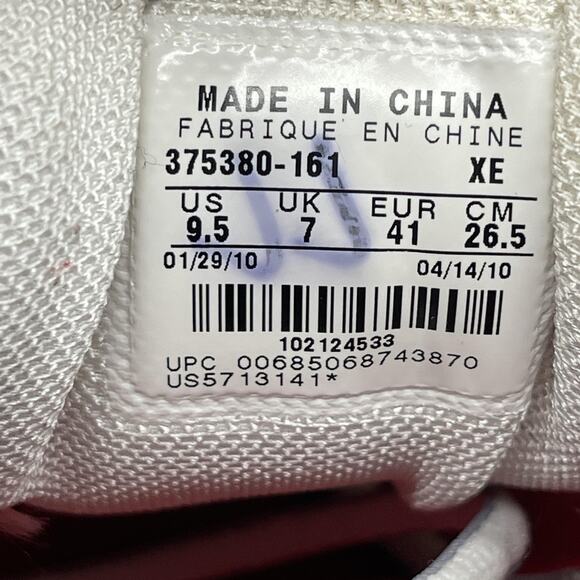 MADE IN CHINA
FABRIQUE EN CHINE
375380-161 XE
US UK EUR CM
9.5 7 41 26.5
01/29/10 04/14/10
102124533
UPC 00685068743870
US5713141*